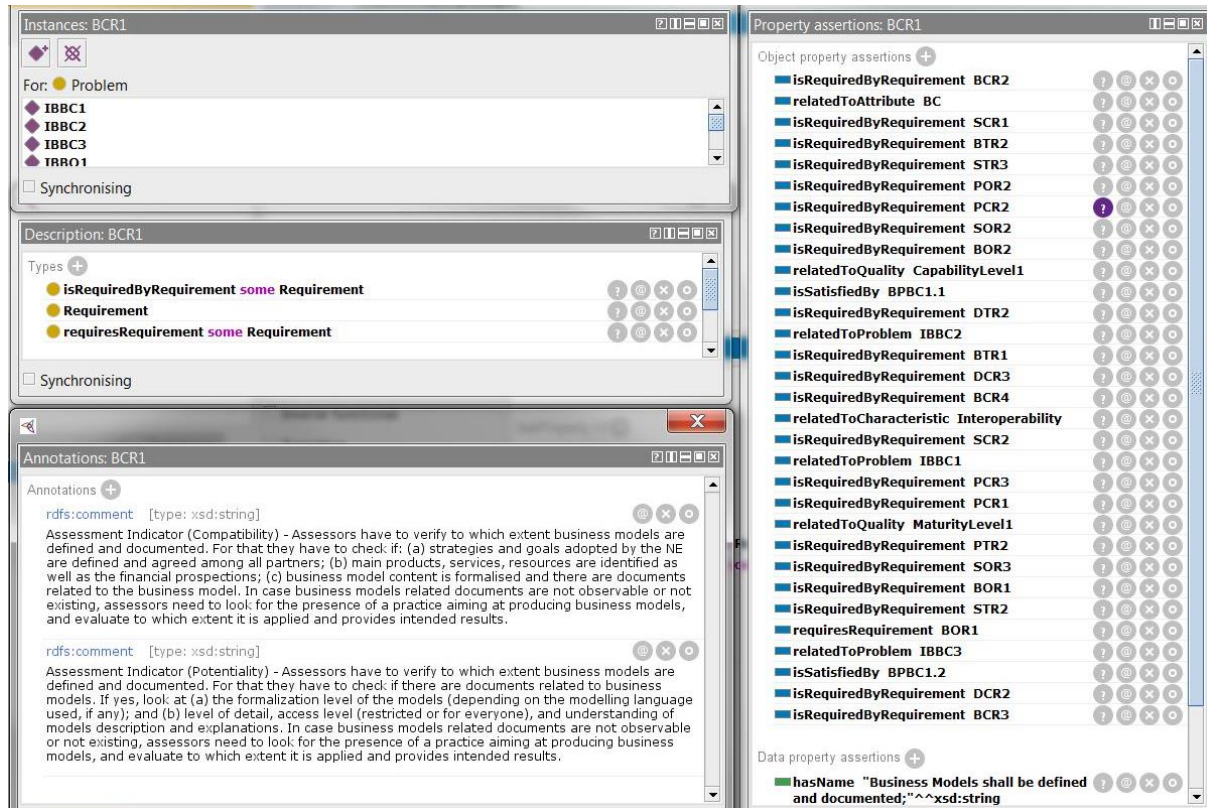 Instances: BCR1
For: Problem
IBBC1
IBBC2
IBBC3
IBBO1
Synchronising
Description: BCR1
Types
isRequiredByRequirement some Requirement
Requirement
requiresRequirement some Requirement
Synchronising
Annotations: BCR1
Annotations
rdfs:comment [type: xsd:string]
Assessment Indicator (Compatibility) - Assessors have to verify to which extent business models are
defined and documented. For that they have to check if: (a) strategies and goals adopted by the NE
are defined and agreed among all partners; (b) main products, services, resources are identified as
well as the financial prospections; (c) business model content is formalised and there are documents
related to the business model. In case business models related documents are not observable or not
existing, assessors need to look for the presence of a practice aiming at producing business models,
and evaluate to which extent it is applied and provides intended results.
rdfs:comment [type: xsd:string]
Assessment Indicator (Potentiality) - Assessors have to verify to which extent business models are
defined and documented. For that they have to check if there are documents related to business
models. If yes, look at (a) the formalization level of the models (depending on the modelling language
used, if any); and (b) level of detail, access level (restricted or for everyone), and understanding of
models description and explanations. In case business models related documents are not observable
or not existing, assessors need to look for the presence of a practice aiming at producing business
models, and evaluate to which extent it is applied and provides intended results.
Property assertions: BCR1
Object property assertions
isRequiredByRequirement BCR2
relatedToAttribute BC
isRequiredByRequirement SCR1
isRequiredByRequirement BTR2
isRequiredByRequirement STR3
isRequiredByRequirement POR2
isRequiredByRequirement PCR2
isRequiredByRequirement SOR2
isRequiredByRequirement BOR2
relatedToQuality CapabilityLevel1
isSatisfiedBy BPBC1.1
isRequiredByRequirement DTR2
relatedToProblem IBBC2
isRequiredByRequirement BTR1
isRequiredByRequirement DCR3
isRequiredByRequirement BCR4
relatedToCharacteristic Interoperability
isRequiredByRequirement SCR2
relatedToProblem IBBC1
isRequiredByRequirement PCR3
isRequiredByRequirement PCR1
relatedToQuality MaturityLevel1
isRequiredByRequirement PTR2
isRequiredByRequirement SOR3
isRequiredByRequirement BOR1
isRequiredByRequirement STR2
requiresRequirement BOR1
relatedToProblem IBBC3
isSatisfiedBy BPBC1.2
isRequiredByRequirement DCR2
isRequiredByRequirement BCR3
Data property assertions
hasName "Business Models shall be defined
and documented;"^^xsd:string